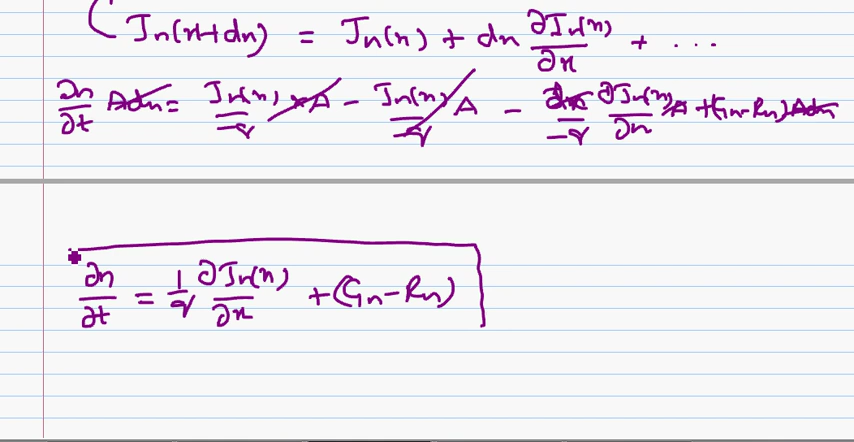 Jn(x+dx) = Jn(x) + dx ∂Jn(x)/∂x + ...
∂n/∂t Adx = Jn(x)/-q × A - Jn(x)/-q A - dx/-q ∂Jn(x)/∂x A + (Gn-Rn)Adx
∂n/∂t = 1/q ∂Jn(x)/∂x + (Gn-Rn)